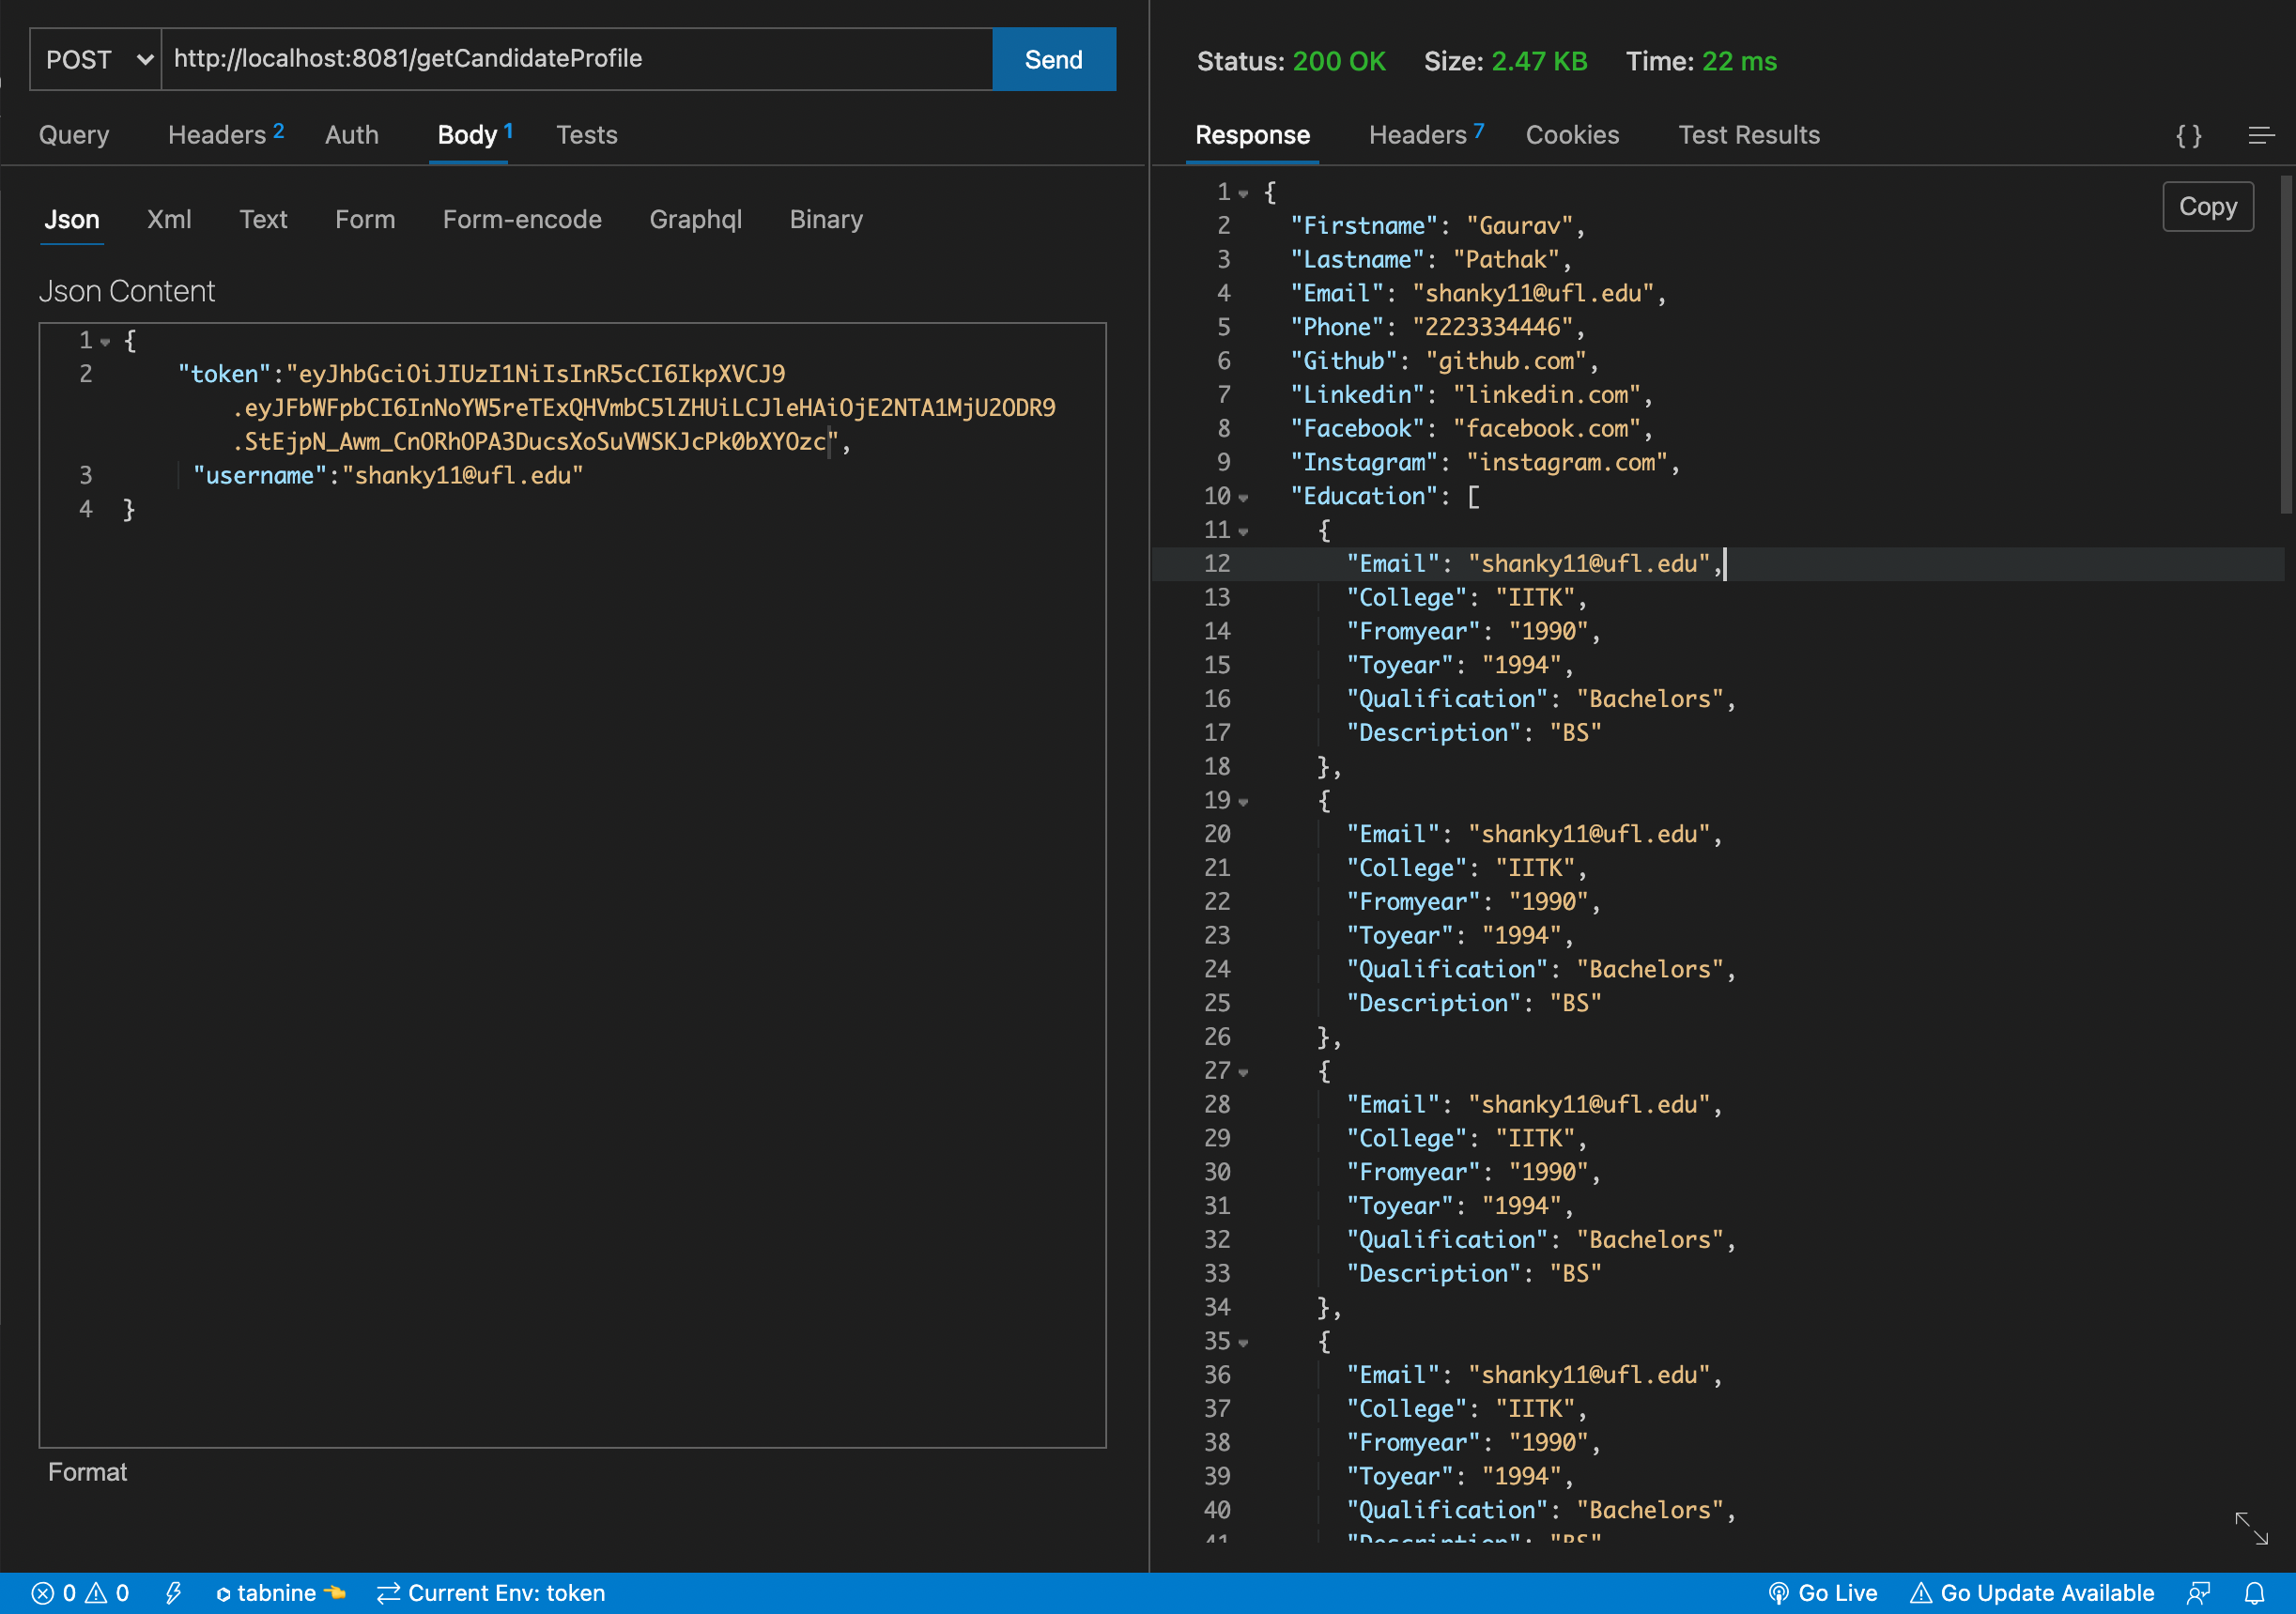 POST http://localhost:8081/getCandidateProfile Send
Query Headers 2 Auth Body 1 Tests
Json Xml Text Form Form-encode Graphql Binary
Json Content
1 {
2 "token":"eyJhbGciOiJIUzI1NiIsInR5cCI6IkpXVCJ9
.eyJFbWFpbCI6InNoYW5reTExQHVmbC5lZHUiLCJleHAiOjE2NTA1MjU2ODR9
.StEjpN_Awm_CnORhOPA3DucsXoSuVWSKJcPk0bXYOzc",
3 "username":"shanky11@ufl.edu"
4 }
Format
Status: 200 OK Size: 2.47 KB Time: 22 ms
Response Headers 7 Cookies Test Results { }
Copy
1 {
2 "Firstname": "Gaurav",
3 "Lastname": "Pathak",
4 "Email": "shanky11@ufl.edu",
5 "Phone": "2223334446",
6 "Github": "github.com",
7 "Linkedin": "linkedin.com",
8 "Facebook": "facebook.com",
9 "Instagram": "instagram.com",
10 "Education": [
11 {
12 "Email": "shanky11@ufl.edu",
13 "College": "IITK",
14 "Fromyear": "1990",
15 "Toyear": "1994",
16 "Qualification": "Bachelors",
17 "Description": "BS"
18 },
19 {
20 "Email": "shanky11@ufl.edu",
21 "College": "IITK",
22 "Fromyear": "1990",
23 "Toyear": "1994",
24 "Qualification": "Bachelors",
25 "Description": "BS"
26 },
27 {
28 "Email": "shanky11@ufl.edu",
29 "College": "IITK",
30 "Fromyear": "1990",
31 "Toyear": "1994",
32 "Qualification": "Bachelors",
33 "Description": "BS"
34 },
35 {
36 "Email": "shanky11@ufl.edu",
37 "College": "IITK",
38 "Fromyear": "1990",
39 "Toyear": "1994",
40 "Qualification": "Bachelors",
41 "Description": "BS"
0 0 tabnine Current Env: token Go Live Go Update Available